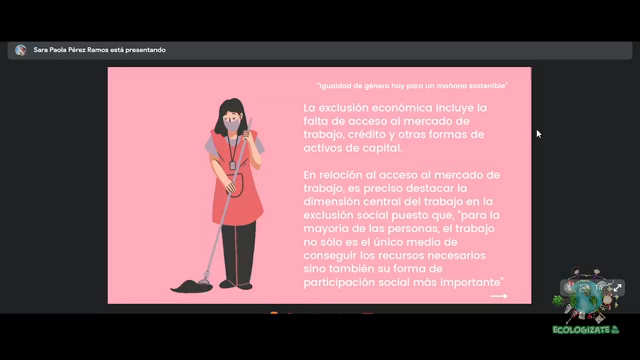 Sara Paola Pérez Ramos está presentando
"Igualdad de género hoy para un mañana sostenible"
La exclusión económica incluye la
falta de acceso al mercado de
trabajo, crédito y otras formas de
activos de capital.
En relación al acceso al mercado de
trabajo, es preciso destacar la
dimensión central del trabajo en la
exclusión social puesto que, "para la
mayoría de las personas, el trabajo
no sólo es el único medio de
conseguir los recursos necesarios
sino también su forma de
participación social más importante"
ECOLOGIZATE